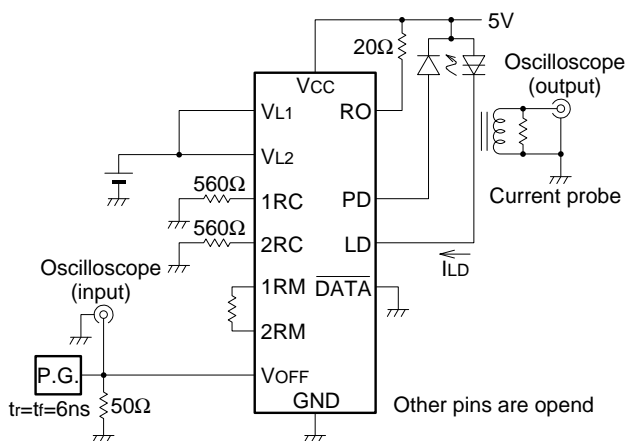 5V
20Ω
Oscilloscope
(output)
VCC
VL1
RO
VL2
560Ω
1RC
PD
Current probe
560Ω
2RC
LD
ILD
Oscilloscope
(input)
1RM
DATA
2RM
P.G.
VOFF
tr=tf=6ns
50Ω
GND
Other pins are opend